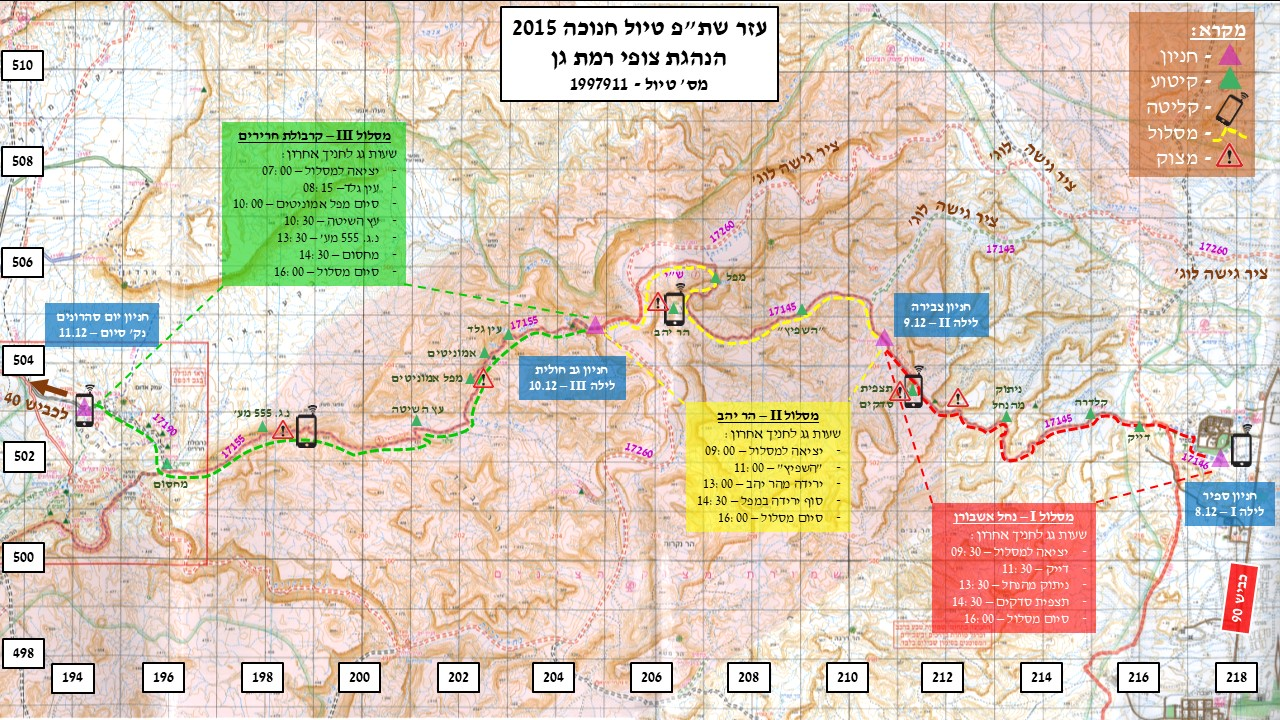 עזר שת״פ טיול חנוכה 2015
הנהגת צופי רמת גן
מס׳ טיול - 1997911
מקרא:
- חניון
- קיטוע
- קליטה
- מסלול
- מצוק
510
508
506
504
502
500
498
194
196
198
200
202
204
206
208
210
212
214
216
218
מסלול III – קרבולת חרירים
שעות גג לחניך אחרון:
- יציאה למסלול – 07:00
- עין גלד – 08:15
- סיום מפל אמוניטים – 10:00
- עץ השיטה – 10:30
- נ.ג. 555 מע׳ – 13:30
- מחסום – 14:30
- סיום מסלול – 16:00
חניון יום סהרונים
נק׳ סיום – 11.12
לכביש 40
17190
מחסום
17155
נ.ג. 555 מע׳
עץ השיטה
מפל אמוניטים
אמוניטים
עין גלד
17155
חניון גב חולית
לילה III – 10.12
17260
ש״י
מפל
הר יהב
״השפיץ״
17145
ציר גישה לוג׳
ציר גישה לוג׳
ציר גישה לוג׳
17143
17260
ציר גישה לוג׳
חניון צבירה
לילה II – 9.12
מסלול II – הר יהב
שעות גג לחניך אחרון:
- יציאה למסלול – 09:00
- ״השפיץ״ – 11:00
- ירידה מהר יהב – 13:00
- סוף ירידה במפל – 14:30
- סיום מסלול – 16:00
17260
הר נקרות
תצפית
סדקים
ניתוק
מהנחל
17145
קלדרה
דייק
17146
חניון ספיר
לילה I – 8.12
מסלול I – נחל אשבורן
שעות גג לחניך אחרון:
- יציאה למסלול – 09:30
- דייק – 11:30
- ניתוק מהנחל – 13:30
- תצפית סדקים – 14:30
- סיום מסלול – 16:00
כביש 90